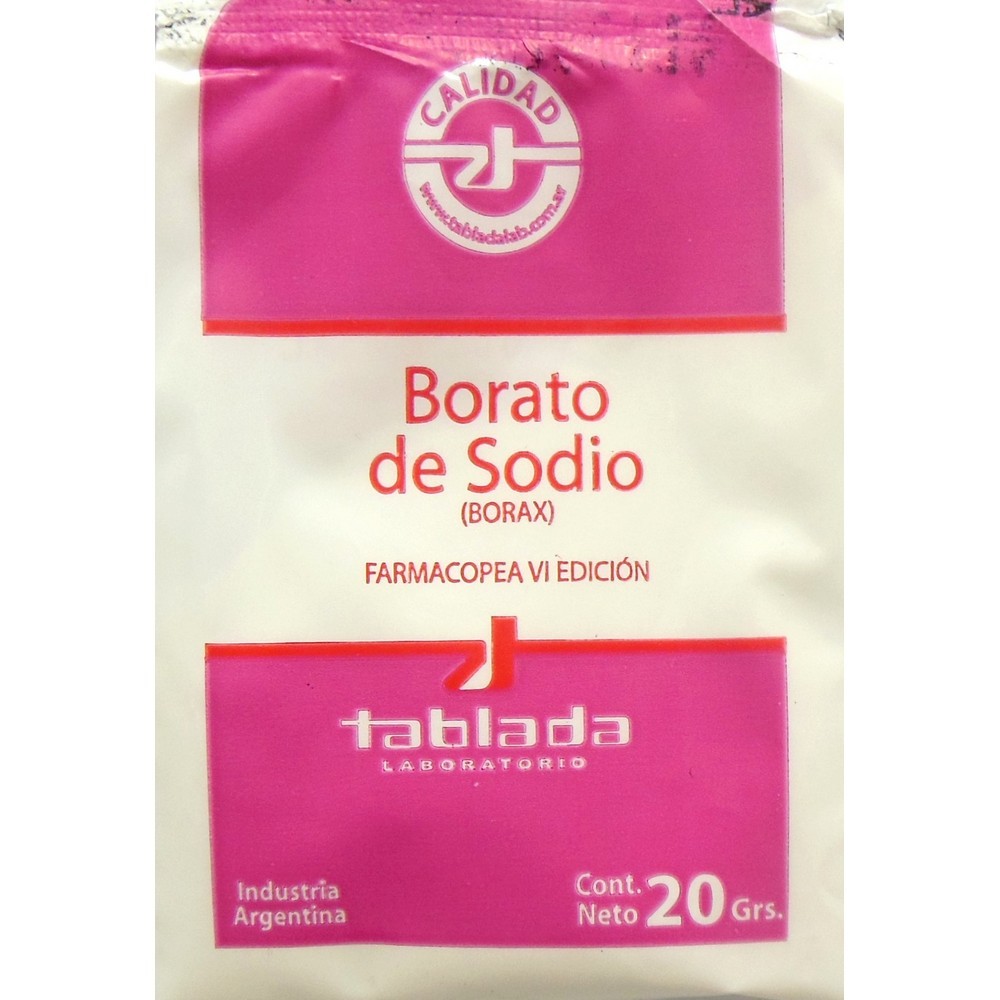 CALIDAD
www.tabladalab.com.ar
Borato
de Sodio
(BORAX)
FARMACOPEA VI EDICIÓN
tablada
LABORATORIO
Industria
Argentina
Cont.
Neto 20 Grs.